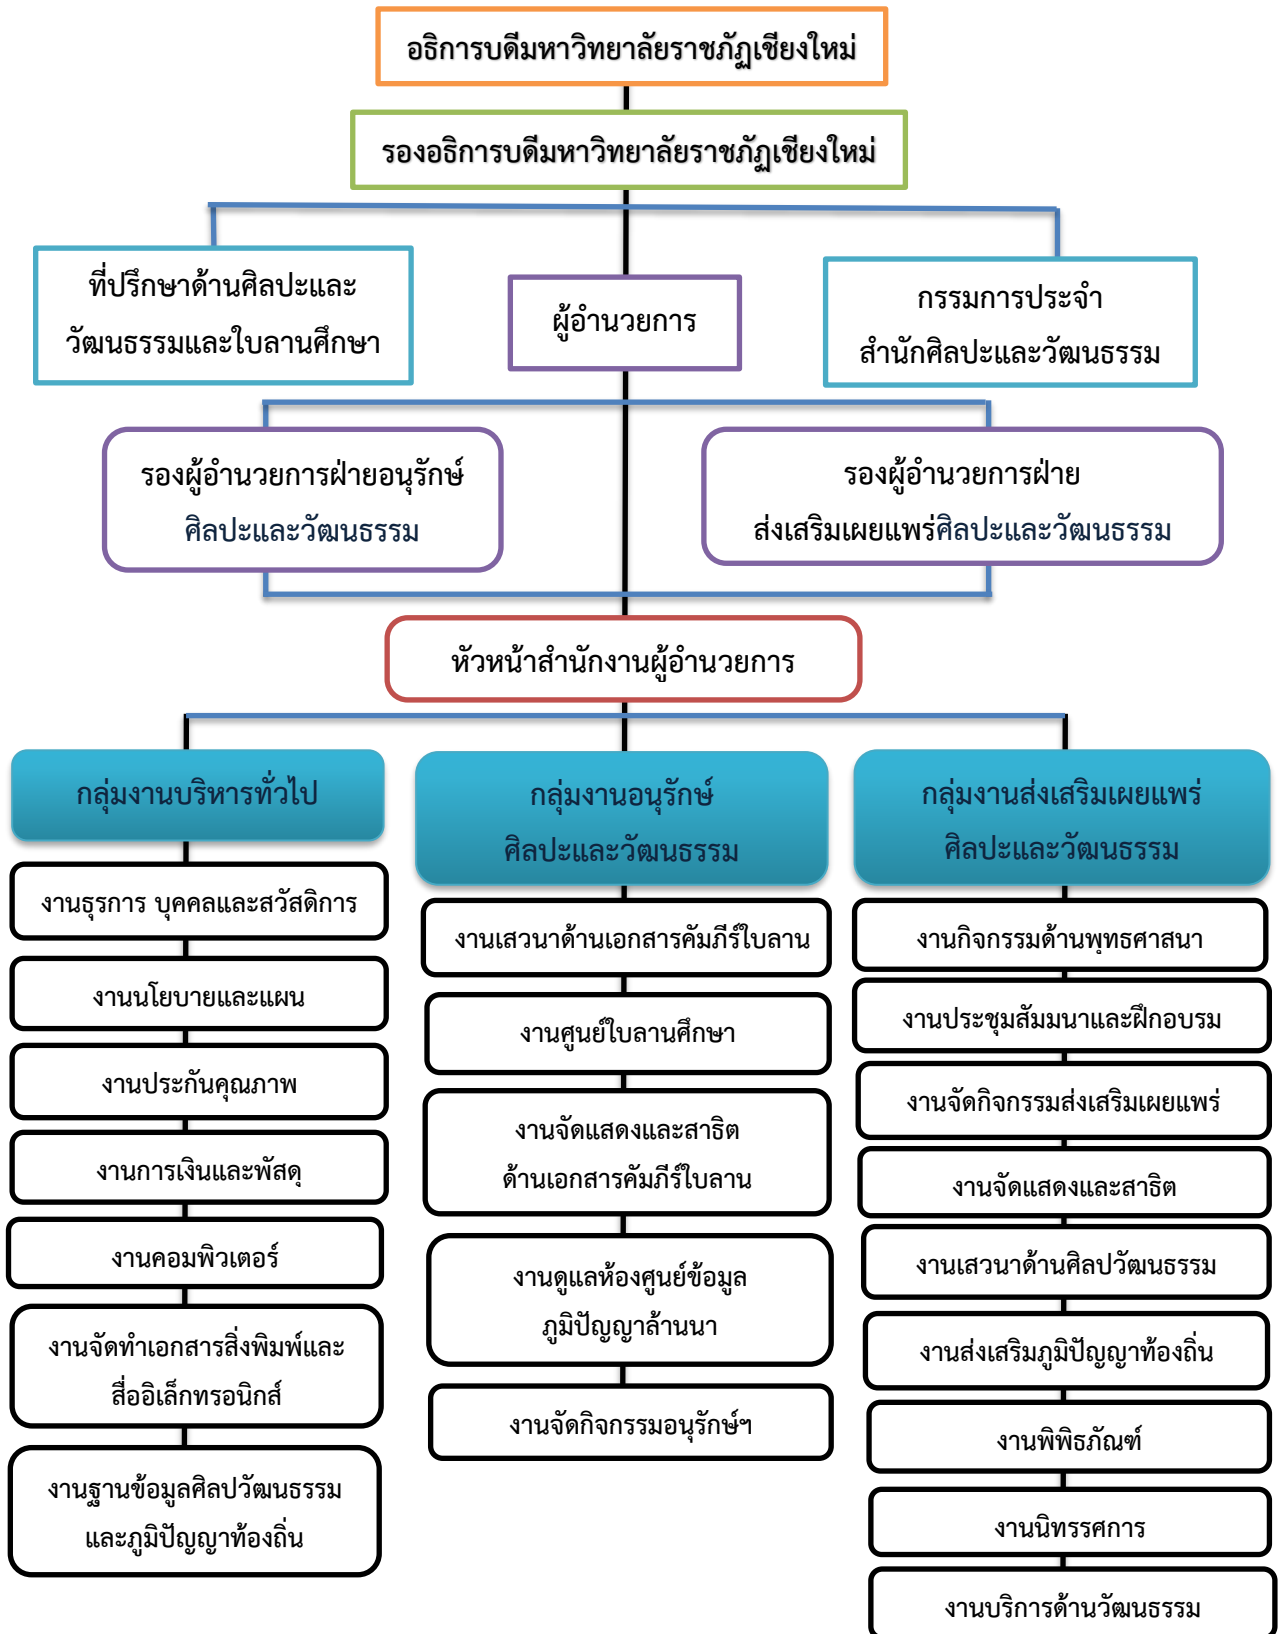 อธิการบดีมหาวิทยาลัยราชภัฏเชียงใหม่
รองอธิการบดีมหาวิทยาลัยราชภัฏเชียงใหม่
ที่ปรึกษาด้านศิลปะและ
วัฒนธรรมและใบลานศึกษา
ผู้อำนวยการ
กรรมการประจำ
สำนักศิลปะและวัฒนธรรม
รองผู้อำนวยการฝ่ายอนุรักษ์
ศิลปะและวัฒนธรรม
รองผู้อำนวยการฝ่าย
ส่งเสริมเผยแพร่ศิลปะและวัฒนธรรม
หัวหน้าสำนักงานผู้อำนวยการ
กลุ่มงานบริหารทั่วไป
งานธุรการ บุคคลและสวัสดิการ
งานนโยบายและแผน
งานประกันคุณภาพ
งานการเงินและพัสดุ
งานคอมพิวเตอร์
งานจัดทำเอกสารสิ่งพิมพ์และ
สื่ออิเล็กทรอนิกส์
งานฐานข้อมูลศิลปวัฒนธรรม
และภูมิปัญญาท้องถิ่น
กลุ่มงานอนุรักษ์
ศิลปะและวัฒนธรรม
งานเสวนาด้านเอกสารคัมภีร์ใบลาน
งานศูนย์ใบลานศึกษา
งานจัดแสดงและสาธิต
ด้านเอกสารคัมภีร์ใบลาน
งานดูแลห้องศูนย์ข้อมูล
ภูมิปัญญาล้านนา
งานจัดกิจกรรมอนุรักษ์ฯ
กลุ่มงานส่งเสริมเผยแพร่
ศิลปะและวัฒนธรรม
งานกิจกรรมด้านพุทธศาสนา
งานประชุมสัมมนาและฝึกอบรม
งานจัดกิจกรรมส่งเสริมเผยแพร่
งานจัดแสดงและสาธิต
งานเสวนาด้านศิลปวัฒนธรรม
งานส่งเสริมภูมิปัญญาท้องถิ่น
งานพิพิธภัณฑ์
งานนิทรรศการ
งานบริการด้านวัฒนธรรม